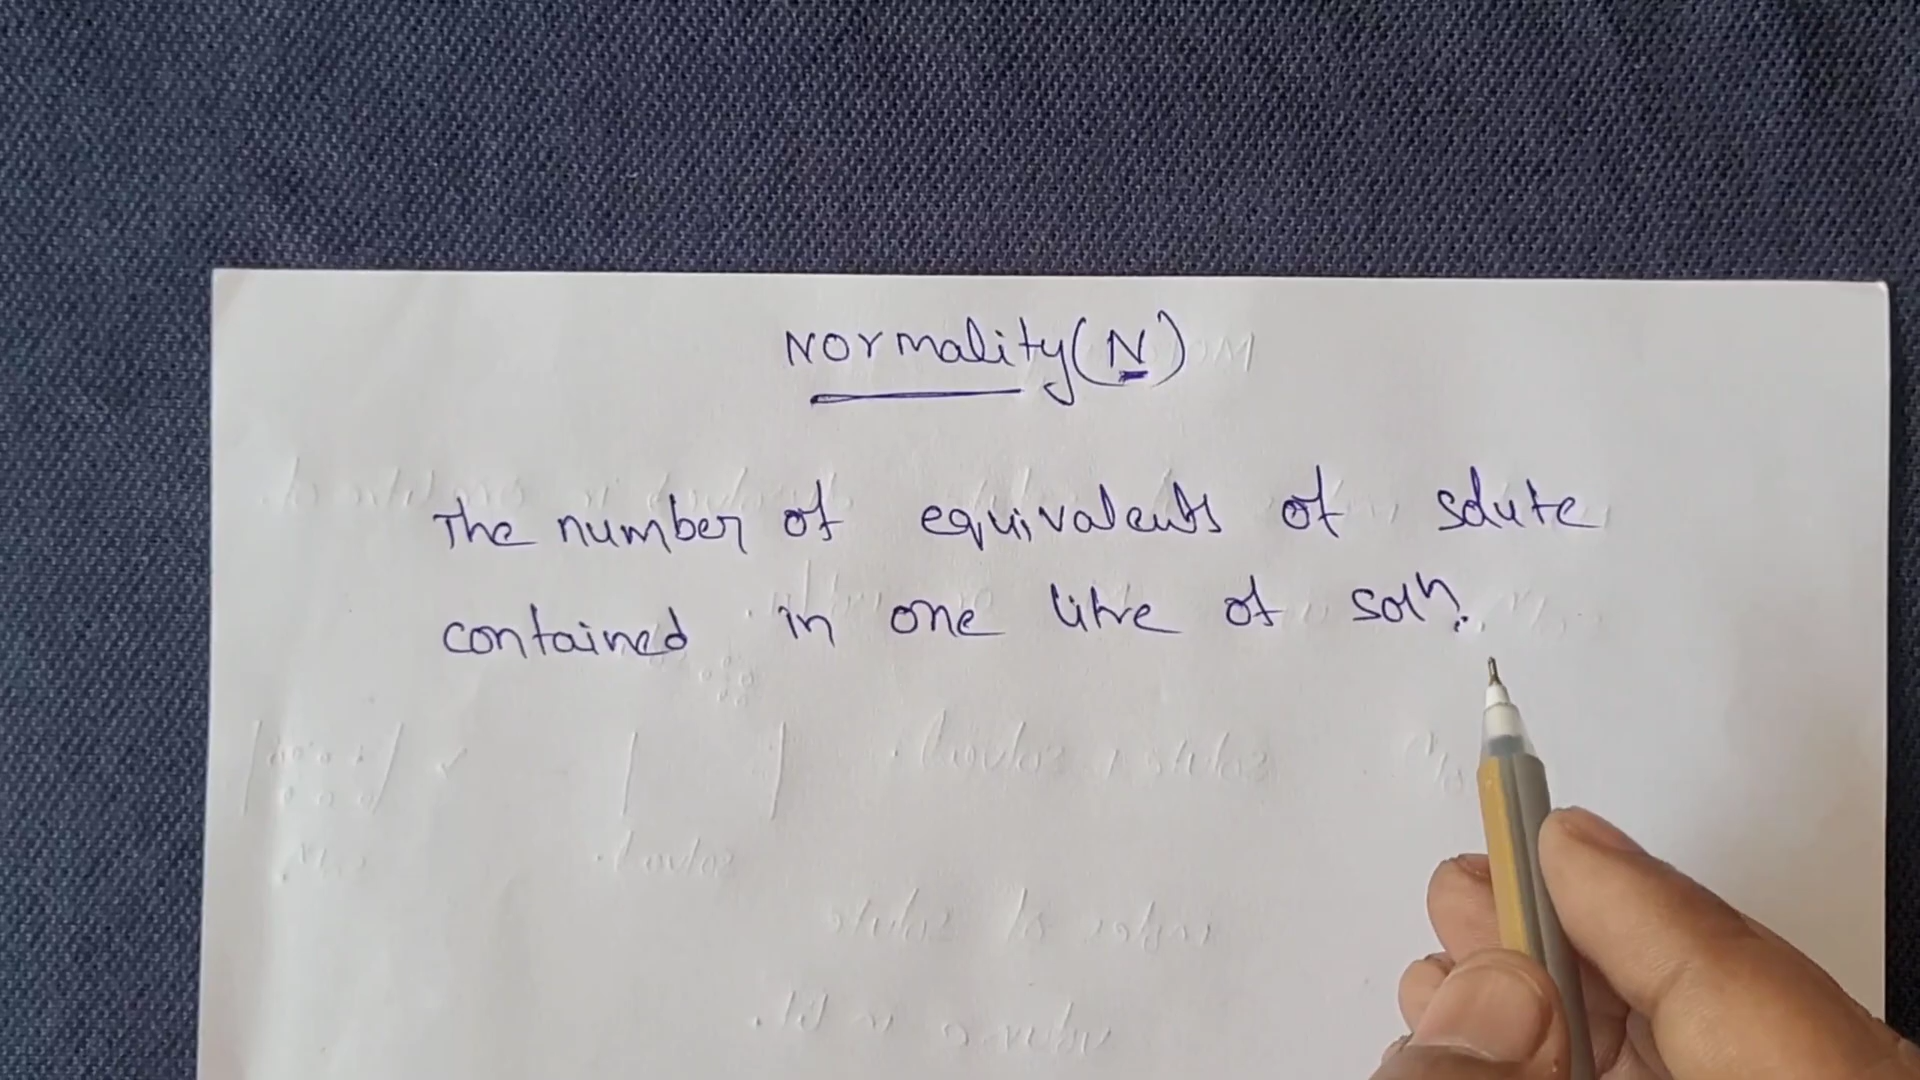 Normality (N)
The number of equivalents of solute
contained in one litre of solⁿ.